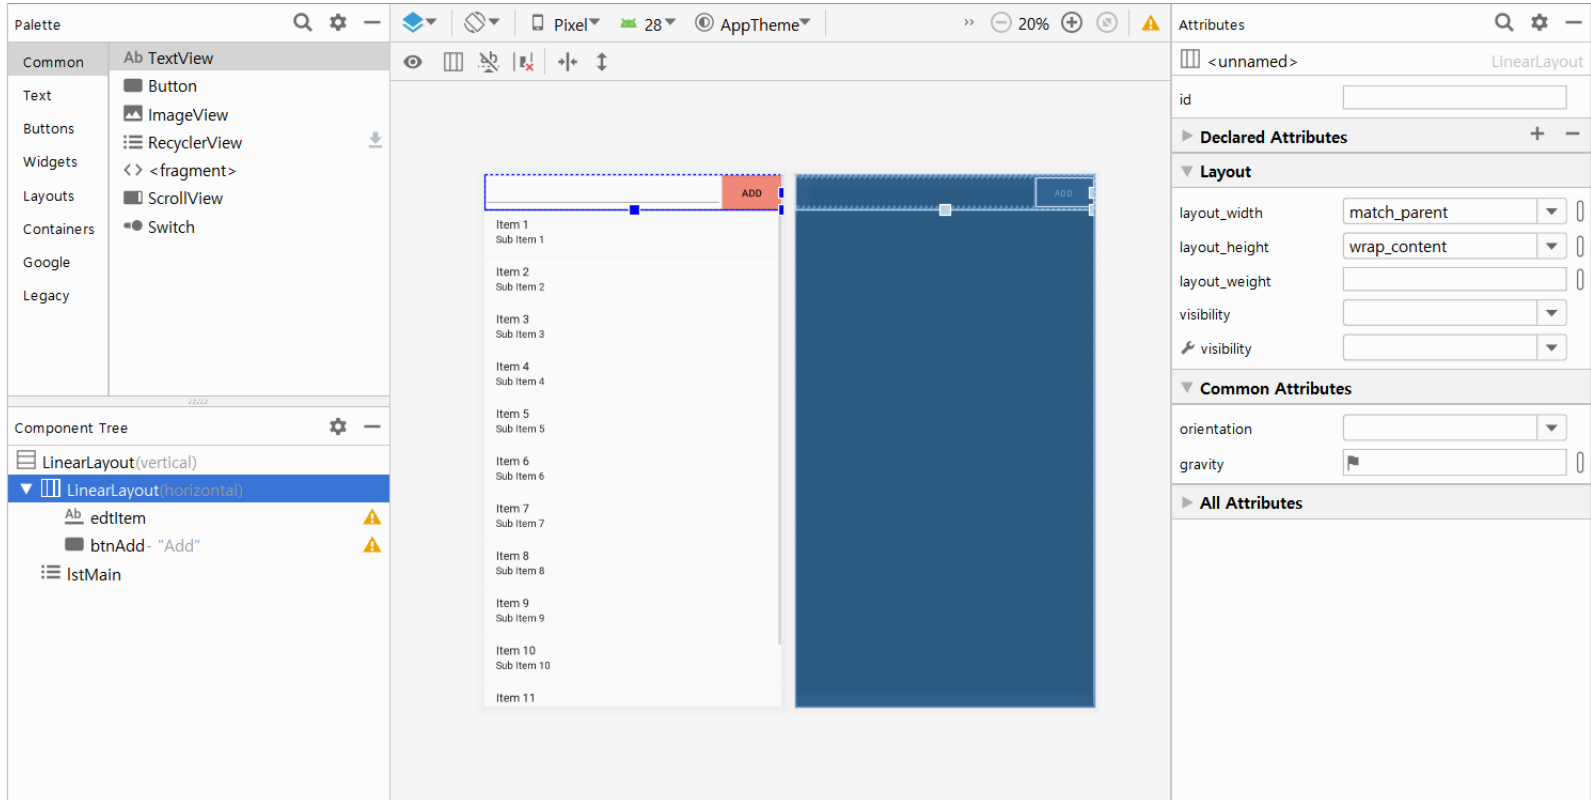 Palette
Common
Text
Buttons
Widgets
Layouts
Containers
Google
Legacy
Ab TextView
Button
ImageView
RecyclerView
<fragment>
ScrollView
Switch
Component Tree
LinearLayout(vertical)
LinearLayout(horizontal)
Ab edtItem
btnAdd- "Add"
lstMain
Pixel 28 AppTheme » 20%
ADD
Item 1
Sub Item 1
Item 2
Sub Item 2
Item 3
Sub Item 3
Item 4
Sub Item 4
Item 5
Sub Item 5
Item 6
Sub Item 6
Item 7
Sub Item 7
Item 8
Sub Item 8
Item 9
Sub Item 9
Item 10
Sub Item 10
Item 11
ADD
Attributes
<unnamed> LinearLayout
id
Declared Attributes
Layout
layout_width match_parent
layout_height wrap_content
layout_weight
visibility
visibility
Common Attributes
orientation
gravity
All Attributes